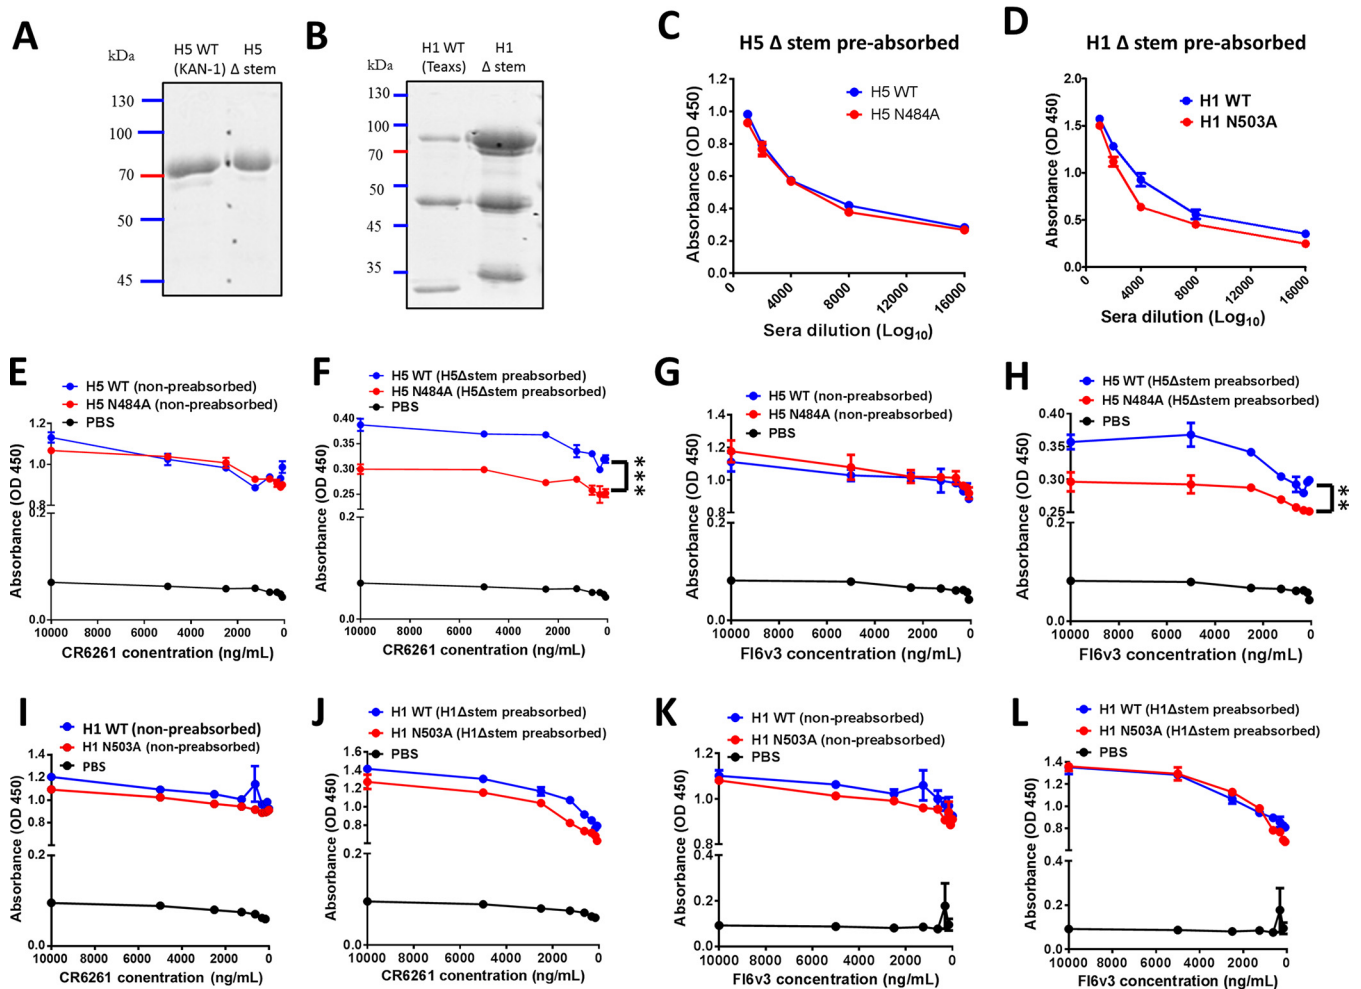 A
kDa
H5 WT H5
(KAN-1) Δ stem
130
100
70
50
45
B
kDa
H1 WT H1
(Teaxs) Δ stem
130
100
70
50
45
35
C
H5 Δ stem pre-absorbed
H5 WT
H5 N484A
Absorbance (OD 450)
1.2
1.0
0.8
0.6
0.4
0.2
0.0
0 4000 8000 12000 16000
Sera dilution (Log10)
D
H1 Δ stem pre-absorbed
H1 WT
H1 N503A
Absorbance (OD 450)
2.0
1.5
1.0
0.5
0.0
0 4000 8000 12000 16000
Sera dilution (Log10)
E
H5 WT (non-preabsorbed)
H5 N484A (non-preabsorbed)
PBS
Absorbance (OD 450)
1.2
1.0
0.8
0.2
0.0
10000 8000 6000 4000 2000 0
CR6261 conentration (ng/mL)
F
H5 WT (H5Δstem preabsorbed)
H5 N484A (H5Δstem preabsorbed)
PBS
Absorbance (OD 450)
0.40
0.35
0.30
0.25
0.2
0.0
***
10000 8000 6000 4000 2000 0
CR6261 concentration (ng/mL)
G
H5 WT (non-preabsorbed)
H5 N484A (non-preabsorbed)
PBS
Absorbance (OD 450)
1.4
1.2
1.0
0.8
0.2
0.0
10000 8000 6000 4000 2000 0
FI6v3 concentration (ng/mL)
H
H5 WT (H5Δstem preabsorbed)
H5 N484A (H5Δstem preabsorbed)
PBS
Absorbance (OD 450)
0.40
0.35
0.30
0.25
0.2
0.0
**
10000 8000 6000 4000 2000 0
FI6v3 concentration (ng/mL)
I
H1 WT (non-preabsorbed)
H1 N503A (non-preabsorbed)
PBS
Absorbance (OD 450)
1.4
1.2
1.0
0.8
0.2
0.0
10000 8000 6000 4000 2000 0
CR6261 conentration (ng/mL)
J
H1 WT (H1Δstem preabsorbed)
H1 N503A (H1Δstem preabsorbed)
PBS
Absorbance (OD 450)
1.6
1.4
1.2
1.0
0.8
0.6
0.2
0.0
10000 8000 6000 4000 2000 0
CR6261 concentration (ng/mL)
K
H1 WT (non-preabsorbed)
H1 N503A (non-preabsorbed)
PBS
Absorbance (OD 450)
1.2
1.0
0.8
0.4
0.2
0.0
10000 8000 6000 4000 2000 0
FI6v3 concentration (ng/mL)
L
H1 WT (H1Δstem preabsorbed)
H1 N503A (H1Δstem preabsorbed)
PBS
Absorbance (OD 450)
1.4
1.2
1.0
0.8
0.4
0.2
0.0
10000 8000 6000 4000 2000 0
FI6v3 concentration (ng/mL)